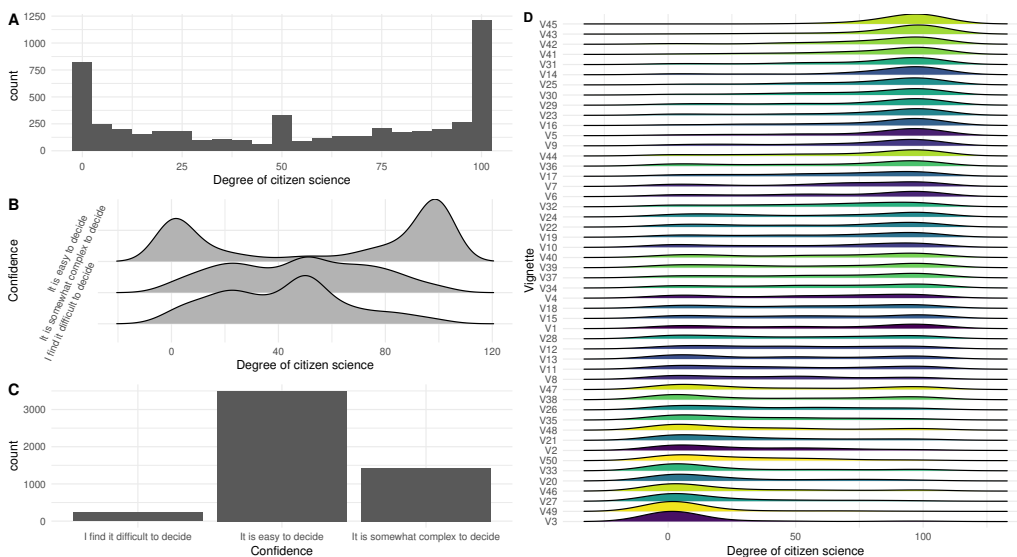 A
1250
1000
750
500
250
0
count
0 25 50 75 100
Degree of citizen science
B
Confidence
It is easy to decide
It is somewhat complex to decide
I find it difficult to decide
0 40 80 120
Degree of citizen science
C
3000
2000
1000
0
count
I find it difficult to decide It is easy to decide It is somewhat complex to decide
Confidence
D
Vignette
V45
V43
V42
V41
V31
V14
V25
V30
V29
V23
V16
V5
V9
V44
V36
V17
V7
V6
V32
V24
V22
V19
V10
V40
V39
V37
V34
V4
V18
V15
V1
V28
V12
V13
V11
V8
V47
V38
V26
V35
V48
V21
V2
V50
V33
V20
V46
V27
V49
V3
0 50 100
Degree of citizen science